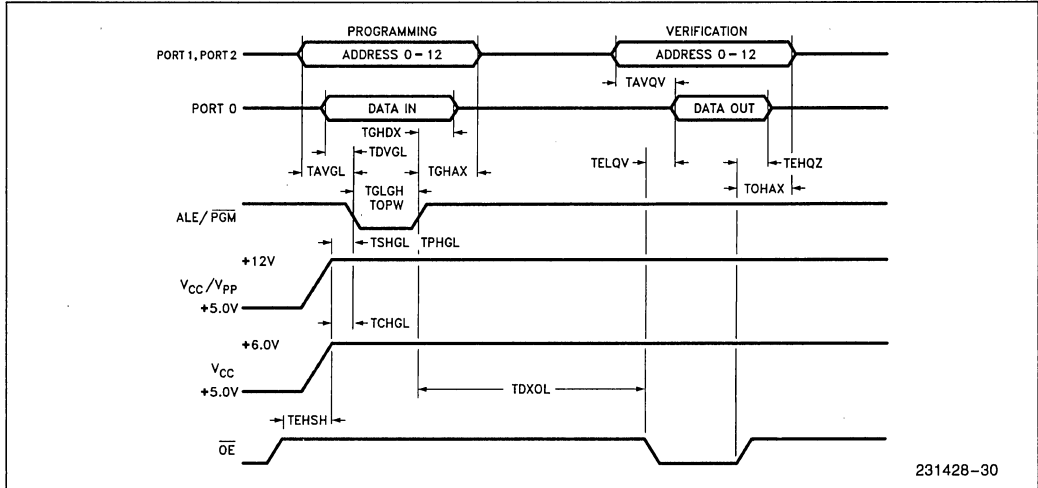 PROGRAMMING
VERIFICATION
PORT 1, PORT 2
ADDRESS 0-12
ADDRESS 0-12
TAVQV
PORT 0
DATA IN
DATA OUT
TGHDX
TDVGL
TAVGL
TGHAX
TELQV
TEHQZ
TGLGH
TOPW
TOHAX
ALE/PGM
TSHGL TPHGL
+12V
VCC/VPP
+5.0V
TCHGL
+6.0V
VCC
+5.0V
TDXOL
TEHSH
OE
231428-30